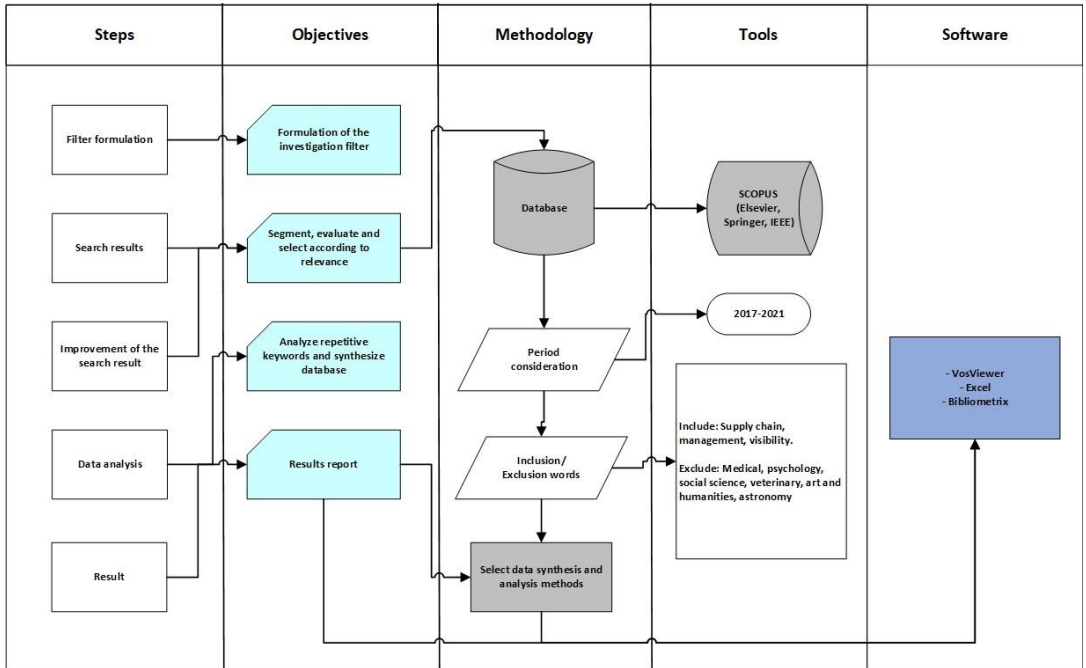 Steps
Objectives
Methodology
Tools
Software
Filter formulation
Search results
Improvement of the
search result
Data analysis
Result
Formulation of the
investigation filter
Segment, evaluate and
select according to
relevance
Analyze repetitive
keywords and synthesize
database
Results report
Database
Period
consideration
Inclusion/
Exclusion words
Select data synthesis and
analysis methods
SCOPUS
(Elsevier,
Springer, IEEE)
2017-2021
Include: Supply chain,
management, visibility.
Exclude: Medical, psychology,
social science, veterinary, art and
humanities, astronomy
- VosViewer
- Excel
- Bibliometrix